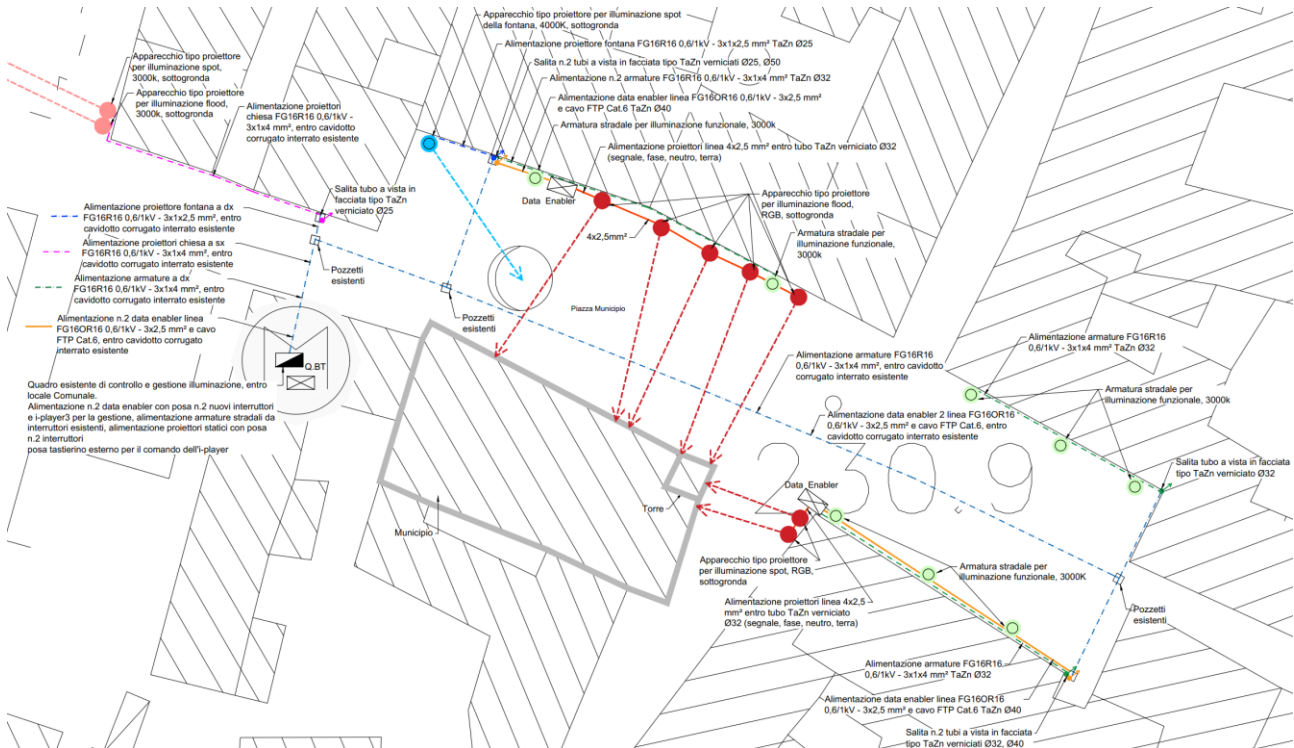 Apparecchio tipo proiettore per illuminazione spot
della fontana, 4000K, sottogronda
Alimentazione proiettore fontana FG16R16 0,6/1kV - 3x1x2,5 mm² TaZn Ø25
Salita n.2 tubi a vista in facciata tipo TaZn verniciati Ø25, Ø50
Alimentazione n.2 armature FG16R16 0,6/1kV - 3x1x4 mm² TaZn Ø32
Alimentazione data enabler linea FG16OR16 0,6/1kV - 3x2,5 mm²
e cavo FTP Cat.6 TaZn Ø40
Armatura stradale per illuminazione funzionale, 3000k
Alimentazione proiettori linea 4x2,5 mm² entro tubo TaZn verniciato Ø32
(segnale, fase, neutro, terra)
Apparecchio tipo proiettore
per illuminazione spot,
3000k, sottogronda
Apparecchio tipo proiettore
per illuminazione flood,
3000k, sottogronda
Alimentazione proiettori
chiesa FG16R16 0,6/1kV -
3x1x4 mm², entro cavidotto
corrugato interrato esistente
Salita tubo a vista in
facciata tipo TaZn
verniciato Ø25
Data Enabler
4x2,5mm²
Apparecchio tipo proiettore
per illuminazione flood,
RGB, sottogronda
Armatura stradale per
illuminazione funzionale,
3000k
Alimentazione proiettore fontana a dx
FG16R16 0,6/1kV - 3x1x2,5 mm², entro
cavidotto corrugato interrato esistente
Alimentazione proiettori chiesa a sx
FG16R16 0,6/1kV - 3x1x4 mm², entro
cavidotto corrugato interrato esistente
Alimentazione armature a dx
FG16R16 0,6/1kV - 3x1x4 mm², entro
cavidotto corrugato interrato esistente
Alimentazione n.2 data enabler linea
FG16OR16 0,6/1kV - 3x2,5 mm² e cavo
FTP Cat.6, entro cavidotto corrugato
interrato esistente
Pozzetti
esistenti
Pozzetti
esistenti
Piazza Municipio
Q.BT
Quadro esistente di controllo e gestione illuminazione, entro
locale Comunale.
Alimentazione n.2 data enabler con posa n.2 nuovi interruttori
e i-player3 per la gestione, alimentazione armature stradali da
interruttori esistenti, alimentazione proiettori statici con posa
n.2 interruttori
posa tastierino esterno per il comando dell'i-player
Alimentazione armature FG16R16
0,6/1kV - 3x1x4 mm², entro cavidotto
corrugato interrato esistente
Alimentazione armature FG16R16
0,6/1kV - 3x1x4 mm² TaZn Ø32
Armatura stradale per
illuminazione funzionale, 3000k
Alimentazione data enabler 2 linea FG16OR16
0,6/1kV - 3x2,5 mm² e cavo FTP Cat.6, entro
cavidotto corrugato interrato esistente
2309
Salita tubo a vista in facciata
tipo TaZn verniciato Ø32
Data Enabler
Torre
Municipio
Apparecchio tipo proiettore
per illuminazione spot, RGB,
sottogronda
Armatura stradale per
illuminazione funzionale, 3000K
Alimentazione proiettori linea 4x2,5
mm² entro tubo TaZn verniciato
Ø32 (segnale, fase, neutro, terra)
Pozzetti
esistenti
Alimentazione armature FG16R16
0,6/1kV - 3x1x4 mm² TaZn Ø32
Alimentazione data enabler linea FG16OR16
0,6/1kV - 3x2,5 mm² e cavo FTP Cat.6 TaZn Ø40
Salita n.2 tubi a vista in facciata
tipo TaZn verniciati Ø32, Ø40